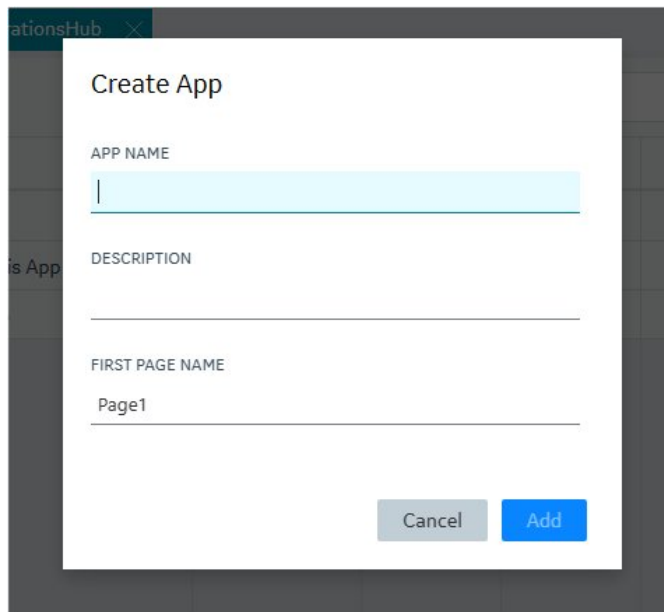 ationsHub
Create App
APP NAME
is App
DESCRIPTION
FIRST PAGE NAME
Page1
Cancel
Add